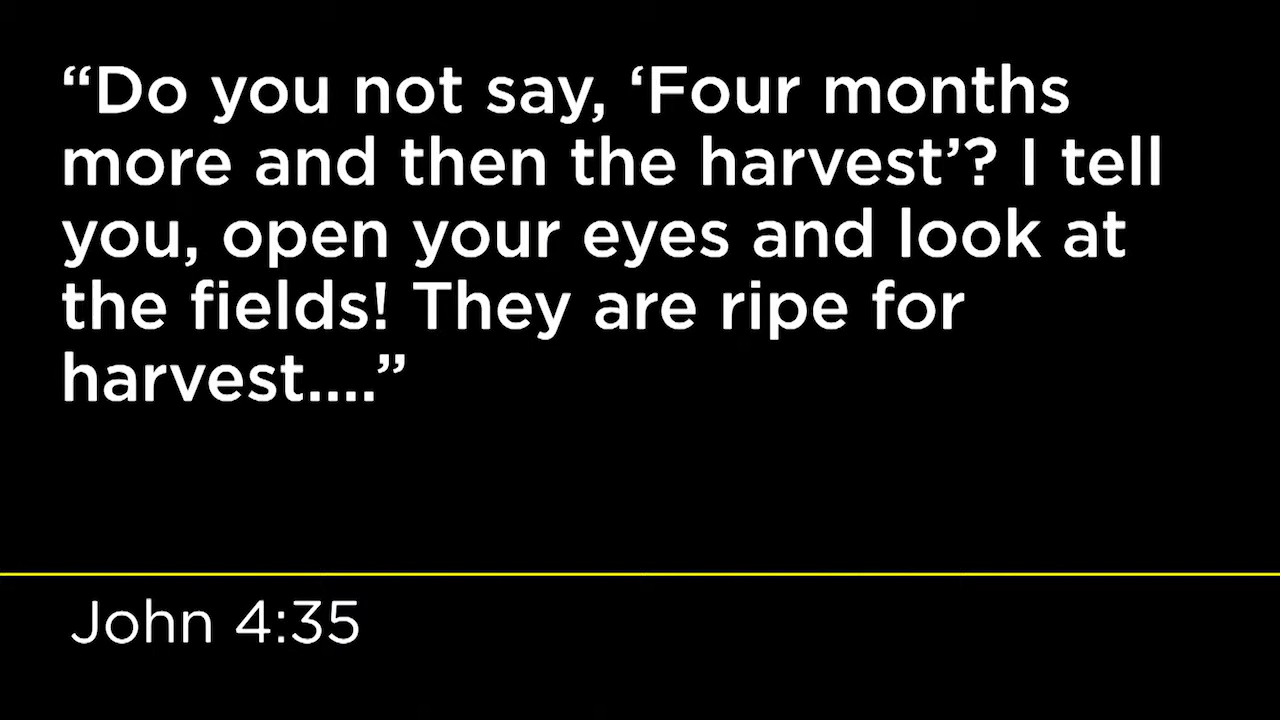 “Do you not say, ‘Four months
more and then the harvest’? I tell
you, open your eyes and look at
the fields! They are ripe for
harvest....”
John 4:35